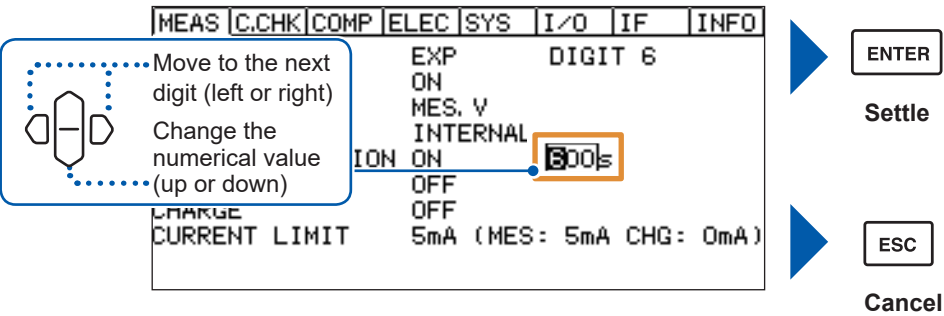 MEAS C.CHK COMP ELEC SYS I/O IF INFO
EXP DIGIT 6
ON
MES. V
INTERNAL
ION ON 600s
OFF
CHARGE OFF
CURRENT LIMIT 5mA (MES: 5mA CHG: 0mA)
Move to the next
digit (left or right)
Change the
numerical value
(up or down)
ENTER
Settle
ESC
Cancel